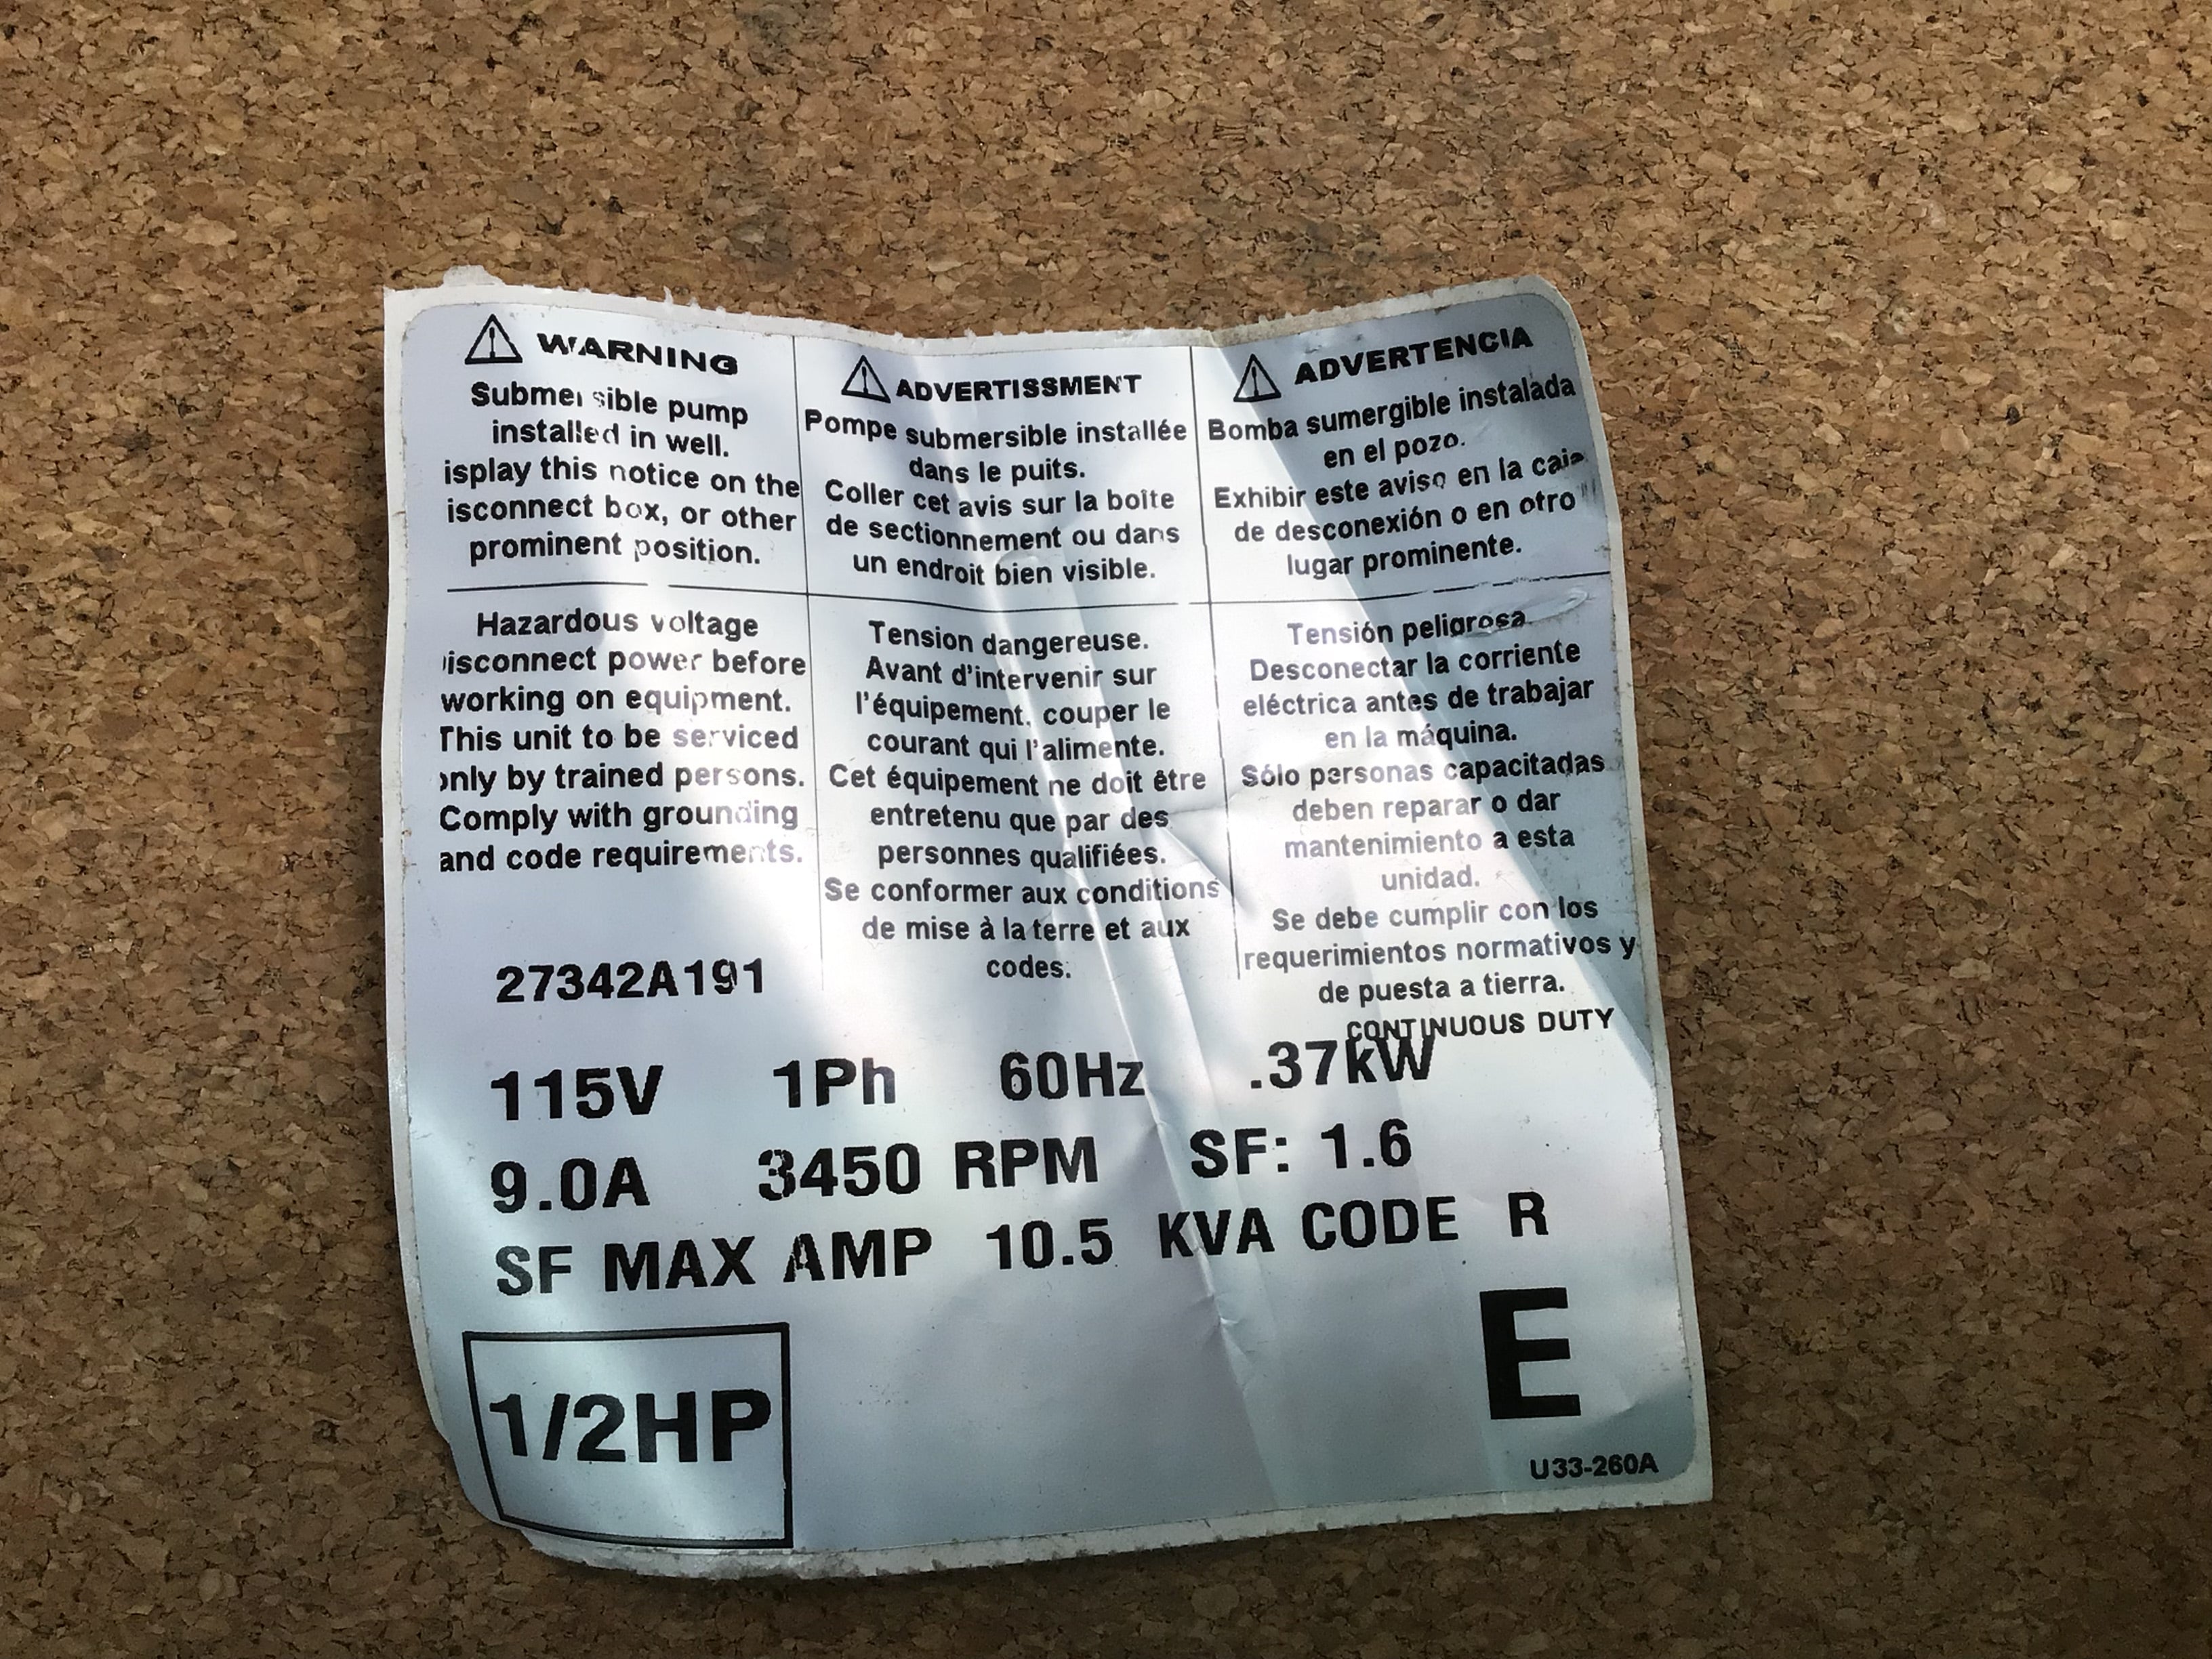 WARNING
Submersible pump
installed in well.
isplay this notice on the
isconnect box, or other
prominent position.
Hazardous voltage
isconnect power before
working on equipment.
This unit to be serviced
only by trained persons.
Comply with grounding
and code requirements.
ADVERTISSMENT
Pompe submersible installée
dans le puits.
Coller cet avis sur la boîte
de sectionnement ou dans
un endroit bien visible.
Tension dangereuse.
Avant d'intervenir sur
l'équipement, couper le
courant qui l'alimente.
Cet équipement ne doit être
entretenu que par des
personnes qualifiées.
Se conformer aux conditions
de mise à la terre et aux
codes.
ADVERTENCIA
Bomba sumergible instalada
en el pozo.
Exhibir este aviso en la caja
de desconexión o en otro
lugar prominente.
Tensión peligrosa.
Desconectar la corriente
eléctrica antes de trabajar
en la máquina.
Sólo personas capacitadas
deben reparar o dar
mantenimiento a esta
unidad.
Se debe cumplir con los
requerimientos normativos y
de puesta a tierra.
27342A191
CONTINUOUS DUTY
115V 1Ph 60Hz .37kW
9.0A 3450 RPM SF: 1.6
SF MAX AMP 10.5 KVA CODE R
1/2HP
E
U33-260A